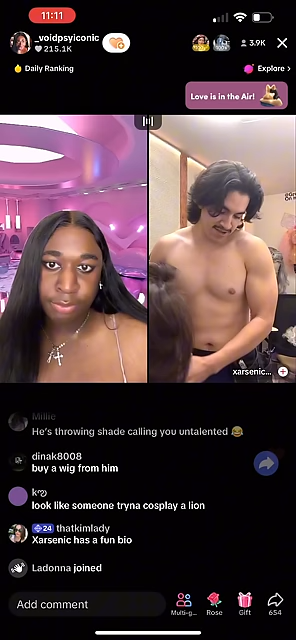 11:11
_voidpsyiconic
215.1K
3.9K
Daily Ranking
Explore >
Love is in the Air!
xarsenic...
Millie
He's throwing shade calling you untalented 😂
dinak8008
buy a wig from him
look like someone tryna cosplay a lion
24 thatkimlady
Xarsenic has a fun bio
Ladonna joined
Add comment
Multi-g...
Rose
Gift
654